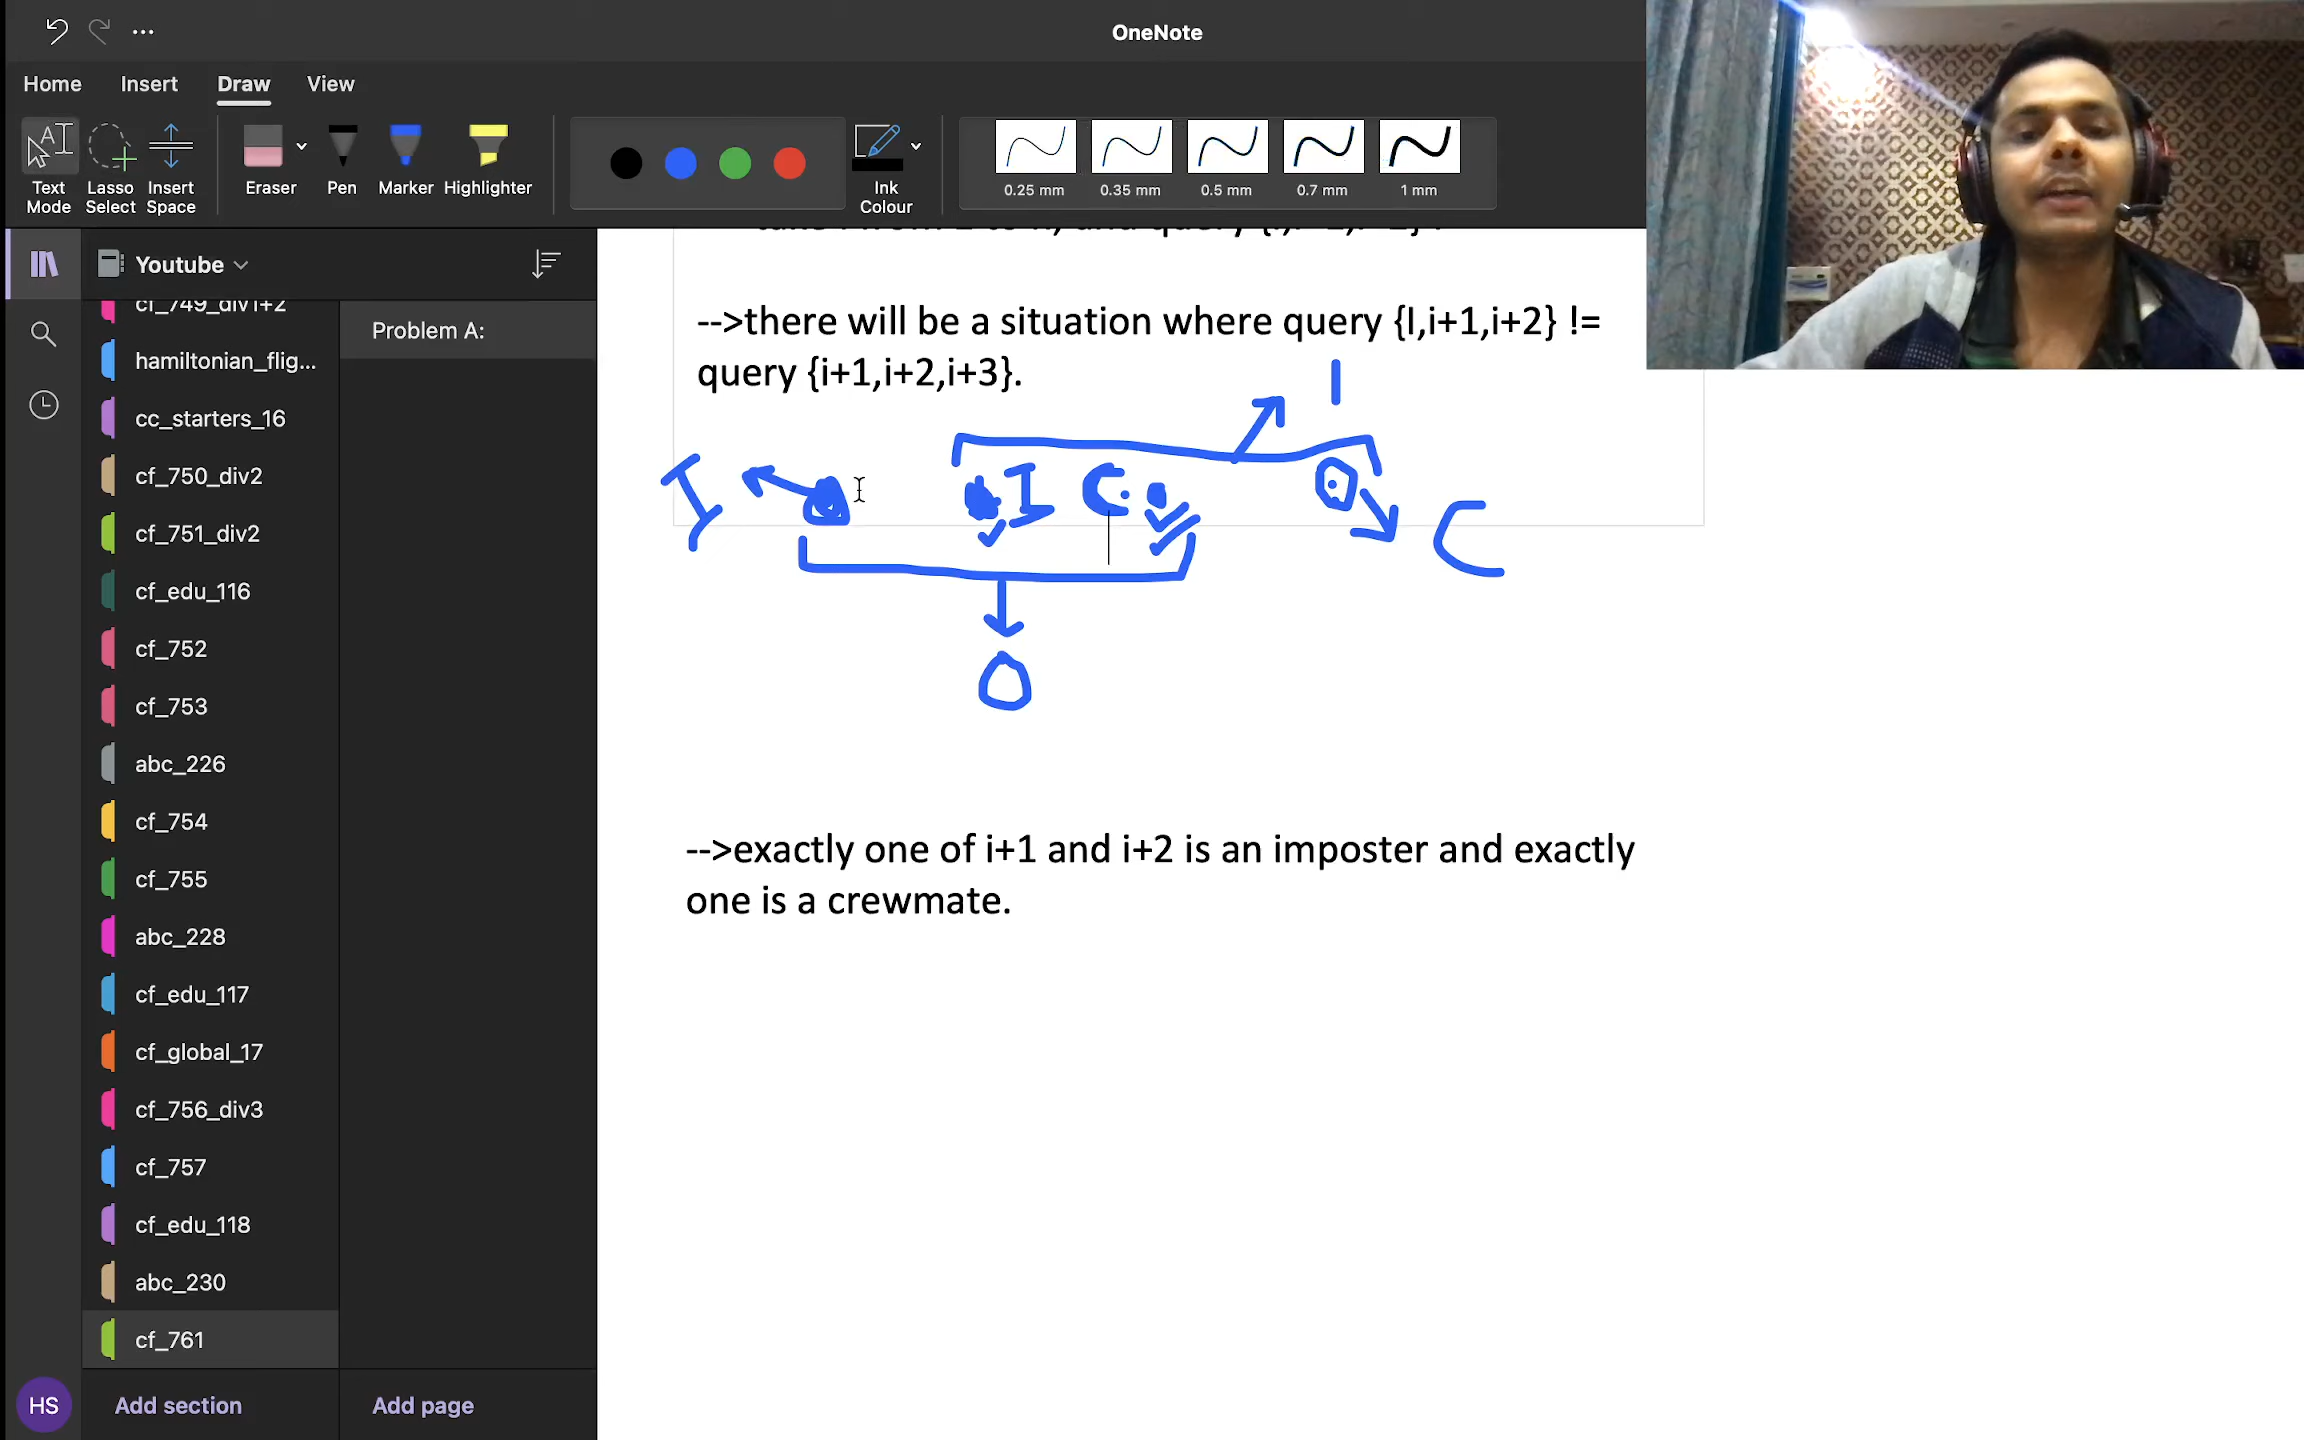 OneNote
Home Insert Draw View
Text Mode
Lasso Select
Insert Space
Eraser
Pen
Marker
Highlighter
Ink Colour
0.25 mm
0.35 mm
0.5 mm
0.7 mm
1 mm
Youtube
cf_749_div1+2
hamiltonian_flig...
cc_starters_16
cf_750_div2
cf_751_div2
cf_edu_116
cf_752
cf_753
abc_226
cf_754
cf_755
abc_228
cf_edu_117
cf_global_17
cf_756_div3
cf_757
cf_edu_118
abc_230
cf_761
HS
Add section
Problem A:
Add page
-->there will be a situation where query {I,i+1,i+2} !=
query {i+1,i+2,i+3}.
1
I I C C
0
-->exactly one of i+1 and i+2 is an imposter and exactly
one is a crewmate.